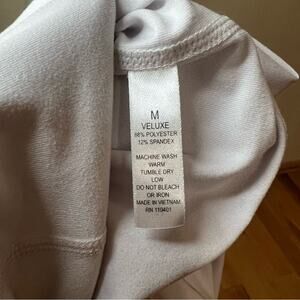 M
VELUXE
88% POLYESTER
12% SPANDEX
MACHINE WASH
WARM
TUMBLE DRY
LOW
DO NOT BLEACH
OR IRON
MADE IN VIETNAM
RN 119401